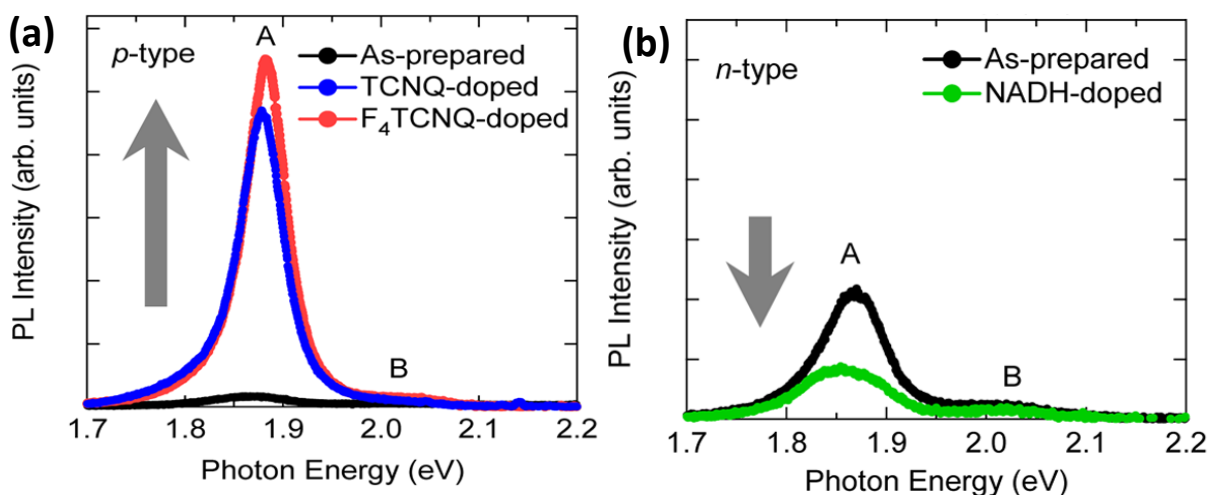 (a)
A
p-type
As-prepared
TCNQ-doped
F₄TCNQ-doped
B
PL Intensity (arb. units)
1.7 1.8 1.9 2.0 2.1 2.2
Photon Energy (eV)
(b)
n-type
As-prepared
NADH-doped
A
B
PL Intensity (arb. units)
1.7 1.8 1.9 2.0 2.1 2.2
Photon Energy (eV)